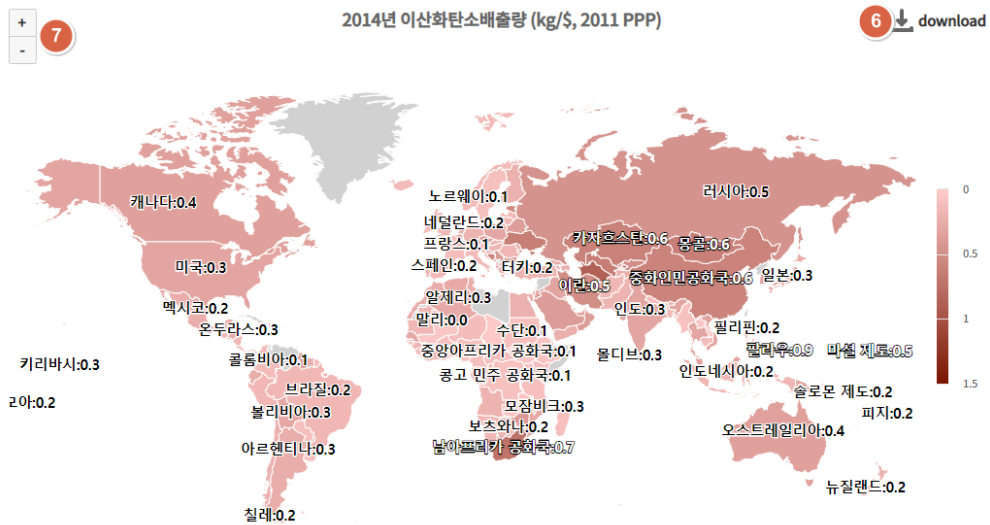 +
-
7
2014년 이산화탄소배출량 (kg/$, 2011 PPP)
6
download
캐나다:0.4
러시아:0.5
노르웨이:0.1
네덜란드:0.2
카자흐스탄:0.6
몽골:0.6
프랑스:0.1
미국:0.3
스페인:0.2
터키:0.2
중화인민공화국:0.6
일본:0.3
이란:0.5
알제리:0.3
멕시코:0.2
인도:0.3
말리:0.0
온두라스:0.3
수단:0.1
필리핀:0.2
콜롬비아:0.1
중앙아프리카 공화국:0.1
몰디브:0.3
팔라우:0.9
마셜 제도:0.5
키리바시:0.3
콩고 민주 공화국:0.1
인도네시아:0.2
브라질:0.2
솔로몬 제도:0.2
모아:0.2
볼리비아:0.3
모잠비크:0.3
피지:0.2
보츠와나:0.2
오스트레일리아:0.4
아르헨티나:0.3
남아프리카 공화국:0.7
뉴질랜드:0.2
칠레:0.2
0
0.5
1
1.5